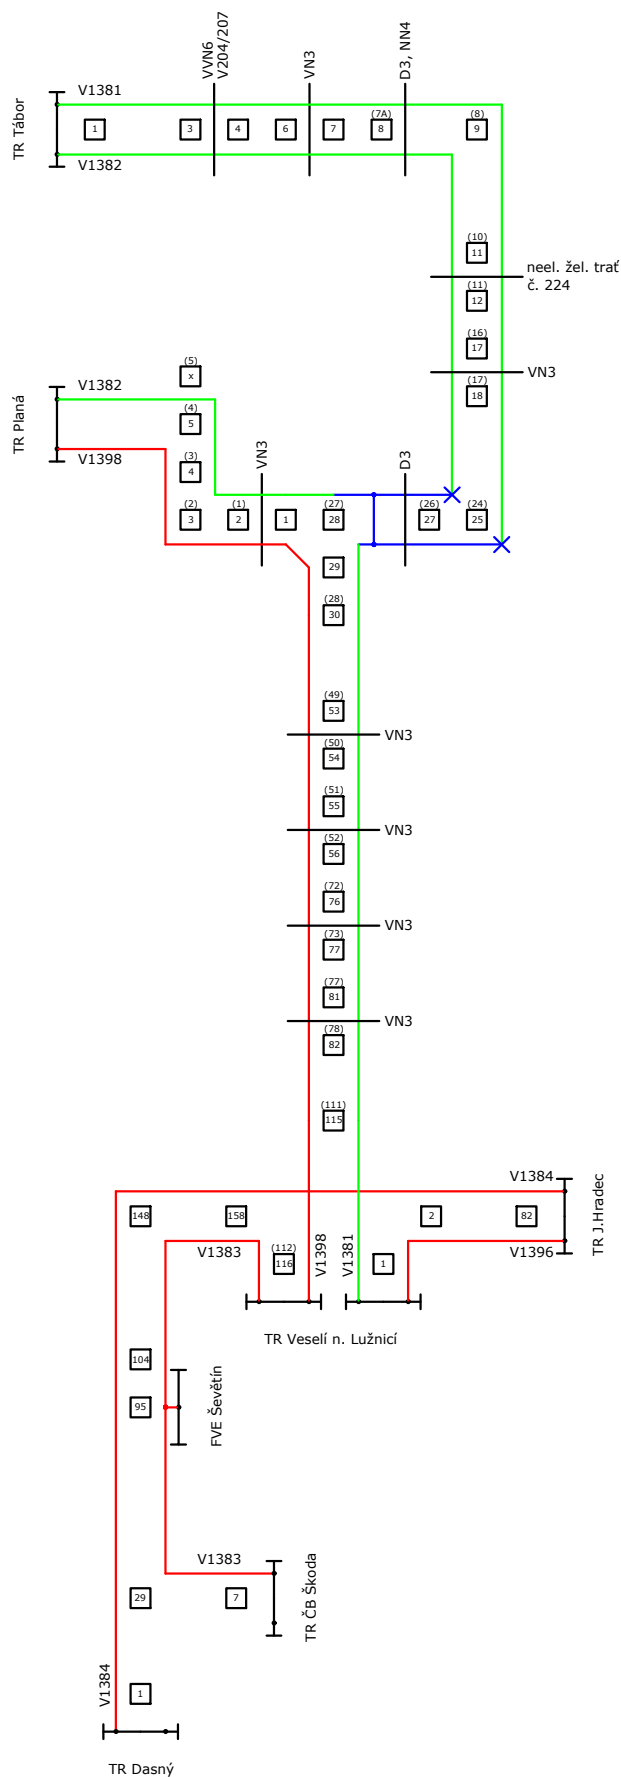 VVN6
V204/207
VN3
D3, NN4
V1381
TR Tábor
1
3
4
6
7
(7A)
8
(8)
9
V1382
(10)
11
neel. žel. trať
č. 224
(11)
12
(16)
17
VN3
(17)
18
(5)
x
V1382
TR Planá
(4)
5
V1398
(3)
4
VN3
D3
(2)
3
(1)
2
1
(27)
28
(26)
27
(24)
25
29
(28)
30
(49)
53
VN3
(50)
54
(51)
55
VN3
(52)
56
(72)
76
VN3
(73)
77
(77)
81
VN3
(78)
82
(111)
115
V1384
TR J.Hradec
148
158
2
82
V1383
(112)
116
V1398
V1381
1
V1396
TR Veselí n. Lužnicí
104
95
FVE Ševětín
V1383
TR ČB Škoda
29
7
V1384
1
TR Dasný